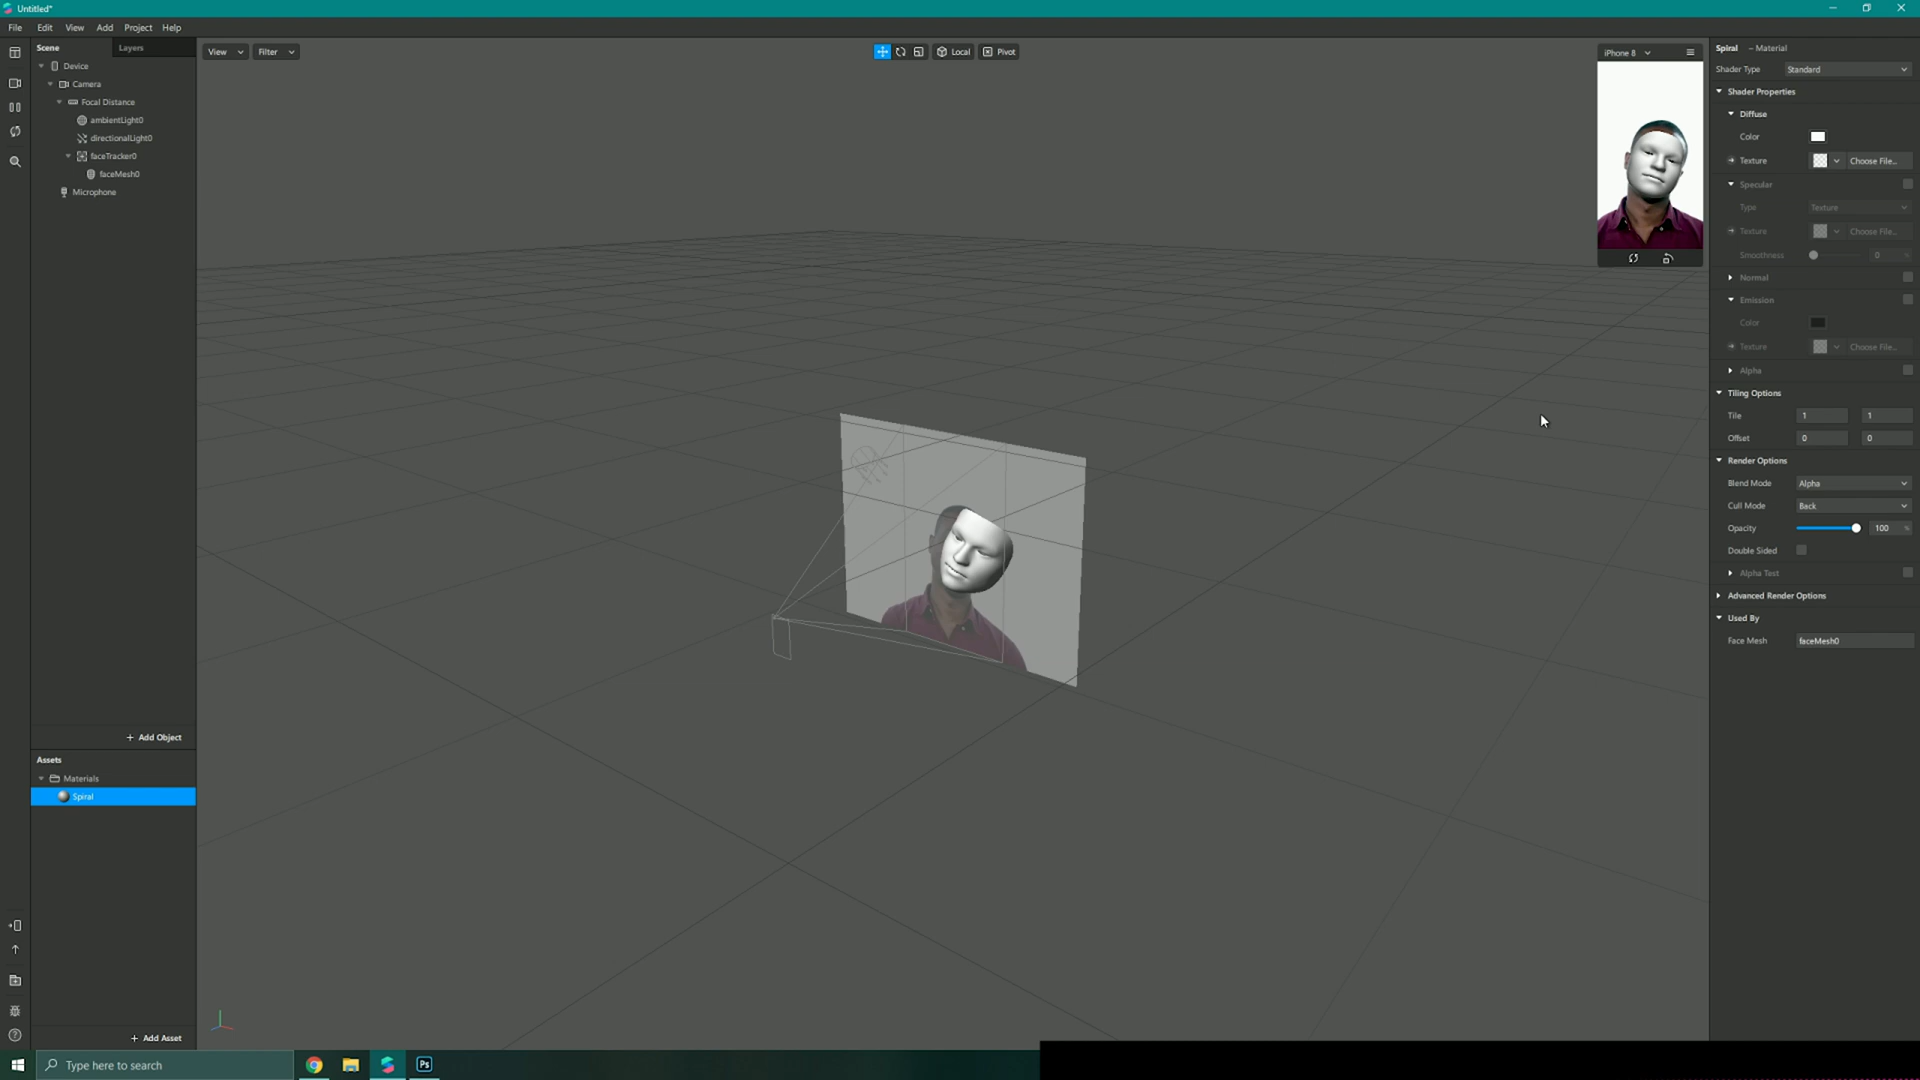 Untitled*
File Edit View Add Project Help
Scene Layers
Device
Camera
Focal Distance
ambientLight0
directionalLight0
faceTracker0
faceMesh0
Microphone
+ Add Object
Assets
Materials
Spiral
+ Add Asset
View Filter
Local Pivot
iPhone 8
Spiral – Material
Shader Type Standard
Shader Properties
Diffuse
Color
Texture Choose File...
Specular
Type Texture
Texture Choose File...
Smoothness 0 %
Normal
Emission
Color
Texture Choose File...
Alpha
Tiling Options
Tile 1 1
Offset 0 0
Render Options
Blend Mode Alpha
Cull Mode Back
Opacity 100 %
Double Sided
Alpha Test
Advanced Render Options
Used By
Face Mesh faceMesh0
Type here to search
Ps